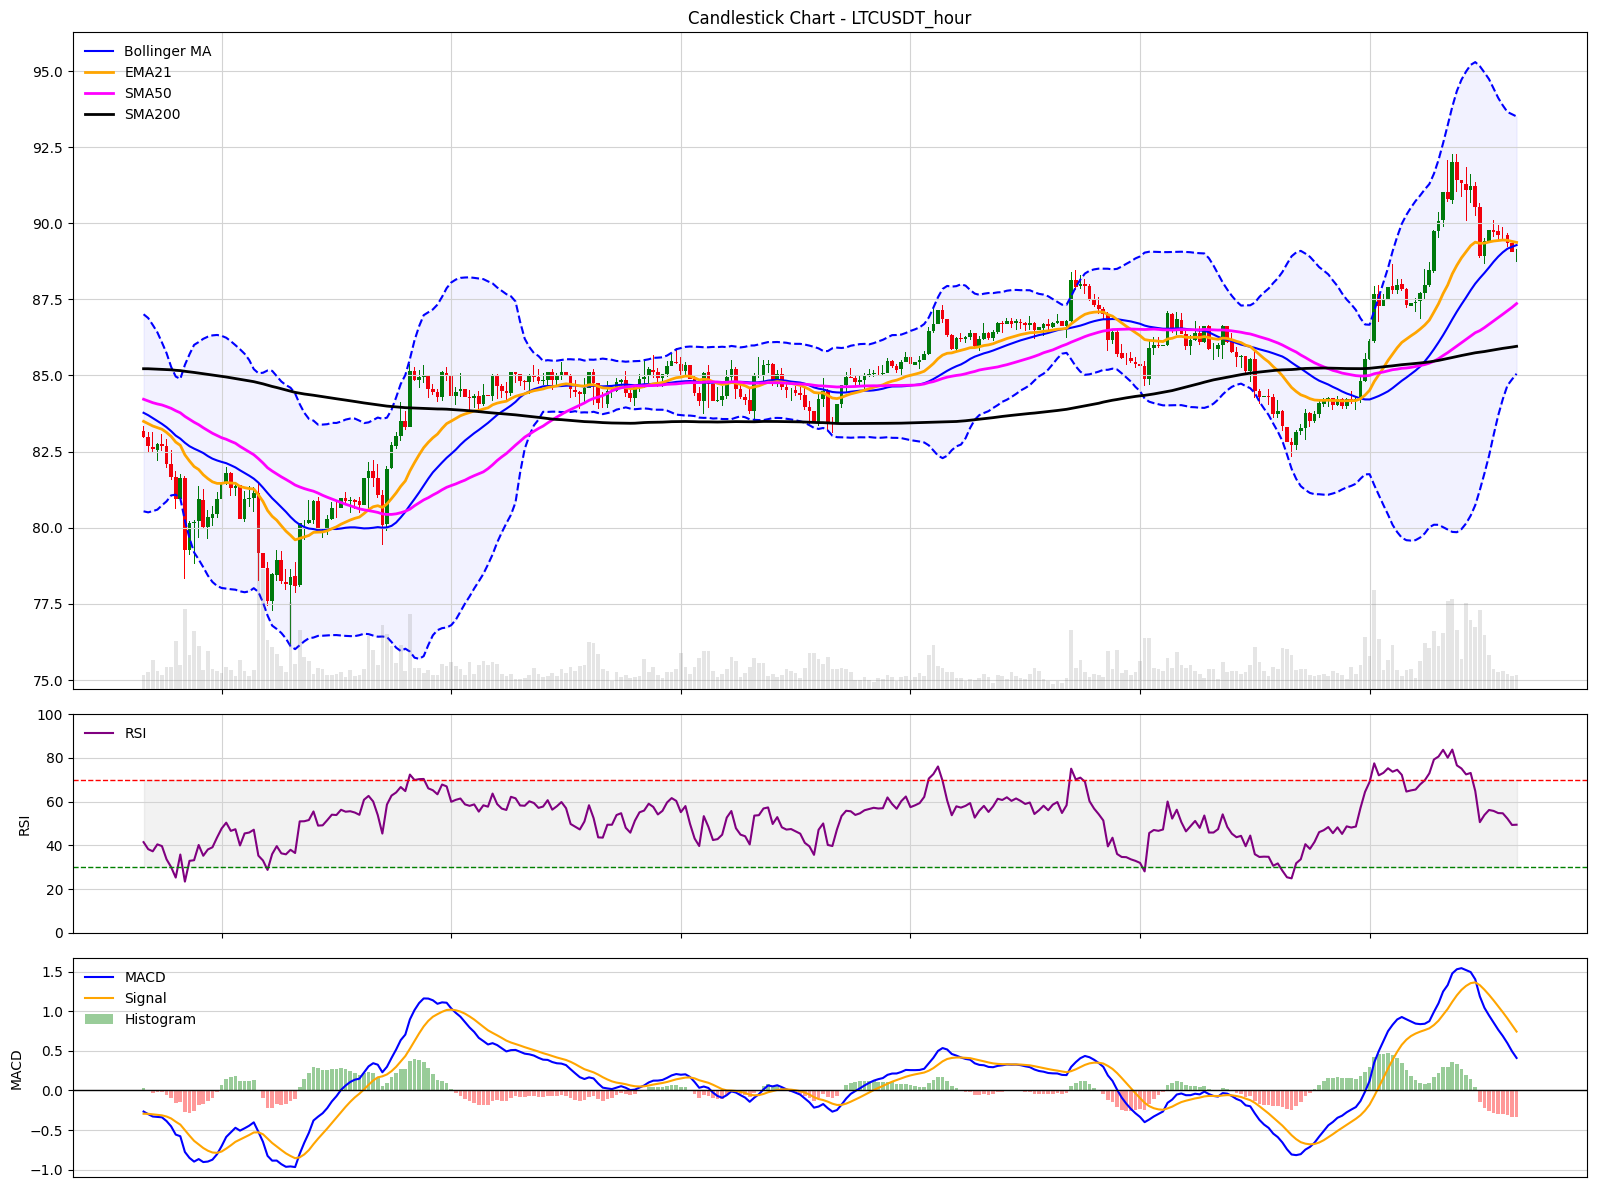 Candlestick Chart - LTCUSDT_hour
Bollinger MA
EMA21
SMA50
SMA200
95.0
92.5
90.0
87.5
85.0
82.5
80.0
77.5
75.0
RSI
100
80
60
40
20
0
RSI
MACD
Signal
Histogram
1.5
1.0
0.5
0.0
−0.5
−1.0
MACD